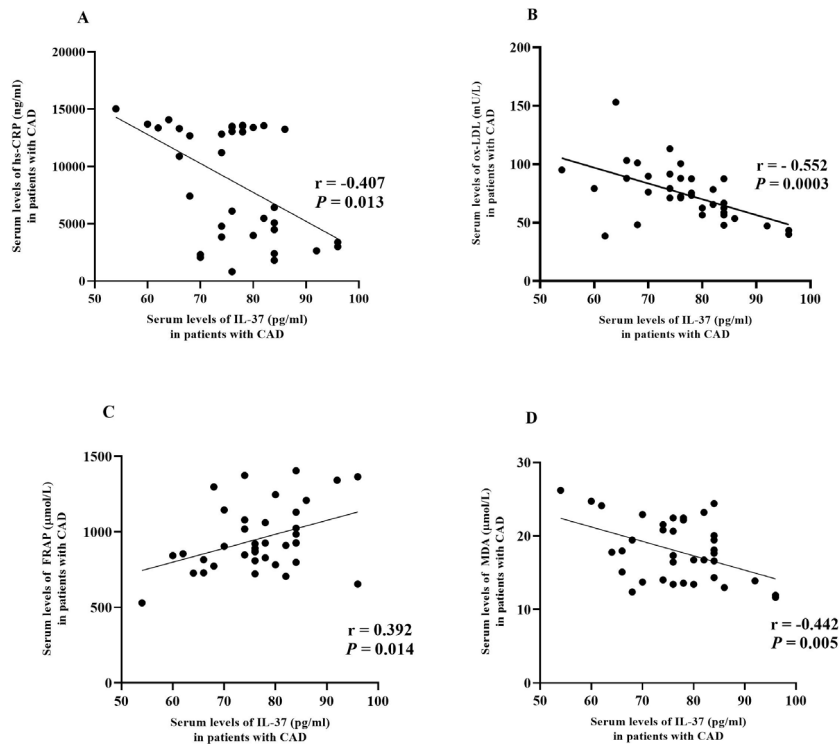 A
Serum levels of hs-CRP (ng/ml)
in patients with CAD
20000
15000
10000
5000
0
r = -0.407
P = 0.013
50 60 70 80 90 100
Serum levels of IL-37 (pg/ml)
in patients with CAD
B
Serum levels of ox-LDL (mU/L)
in patients with CAD
200
150
100
50
0
r = - 0.552
P = 0.0003
50 60 70 80 90 100
Serum levels of IL-37 (pg/ml)
in patients with CAD
C
Serum levels of FRAP (μmol/L)
in patients with CAD
1500
1000
500
0
r = 0.392
P = 0.014
50 60 70 80 90 100
Serum levels of IL-37 (pg/ml)
in patients with CAD
D
Serum levels of MDA (μmol/L)
in patients with CAD
30
20
10
0
r = -0.442
P = 0.005
50 60 70 80 90 100
Serum levels of IL-37 (pg/ml)
in patients with CAD